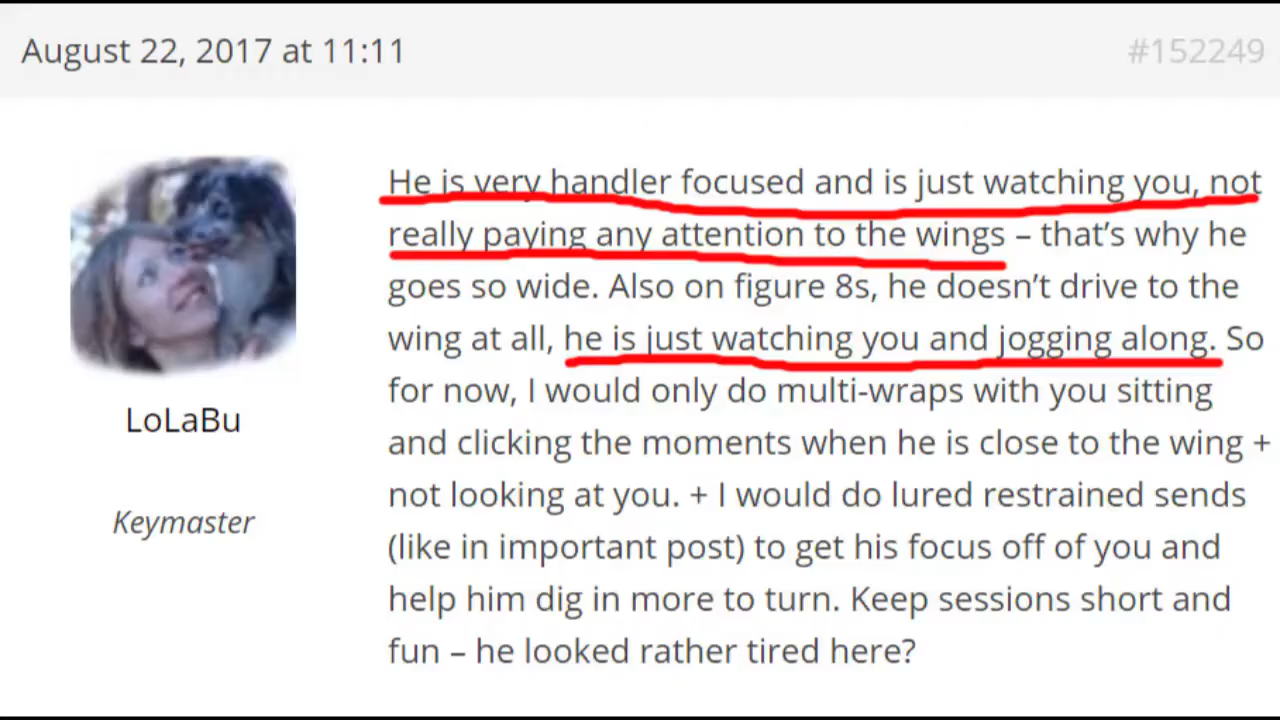 August 22, 2017 at 11:11
#152249
He is very handler focused and is just watching you, not
really paying any attention to the wings – that’s why he
goes so wide. Also on figure 8s, he doesn’t drive to the
wing at all, he is just watching you and jogging along. So
for now, I would only do multi-wraps with you sitting
and clicking the moments when he is close to the wing +
not looking at you. + I would do lured restrained sends
(like in important post) to get his focus off of you and
help him dig in more to turn. Keep sessions short and
fun – he looked rather tired here?
LoLaBu
Keymaster